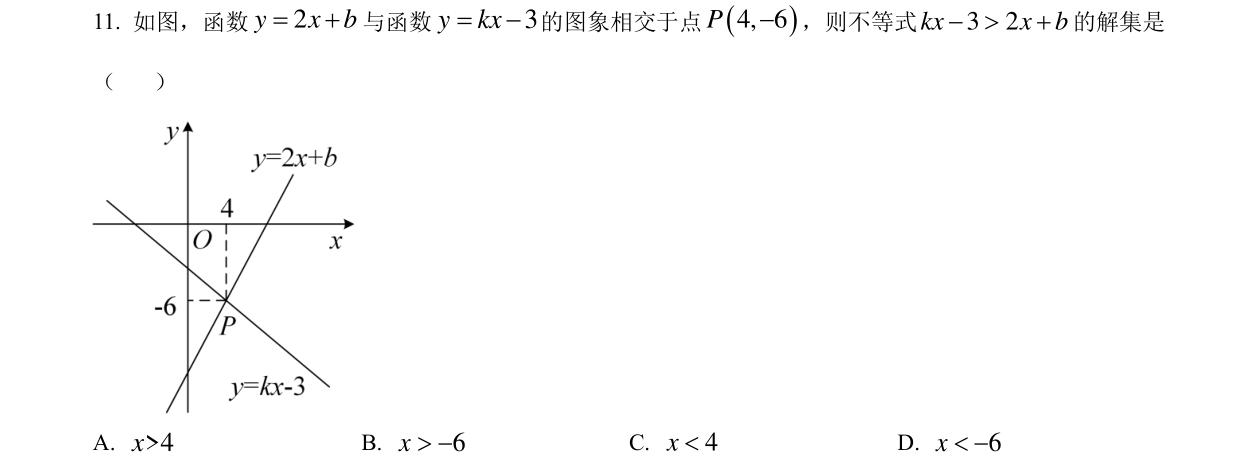 11. 如图，函数 y = 2x + b 与函数 y = kx − 3 的图象相交于点 P(4,−6)，则不等式 kx − 3 > 2x + b 的解集是
（　　）
y
y=2x+b
4
O
x
-6
P
y=kx-3
A. x>4 B. x > −6 C. x < 4 D. x < −6